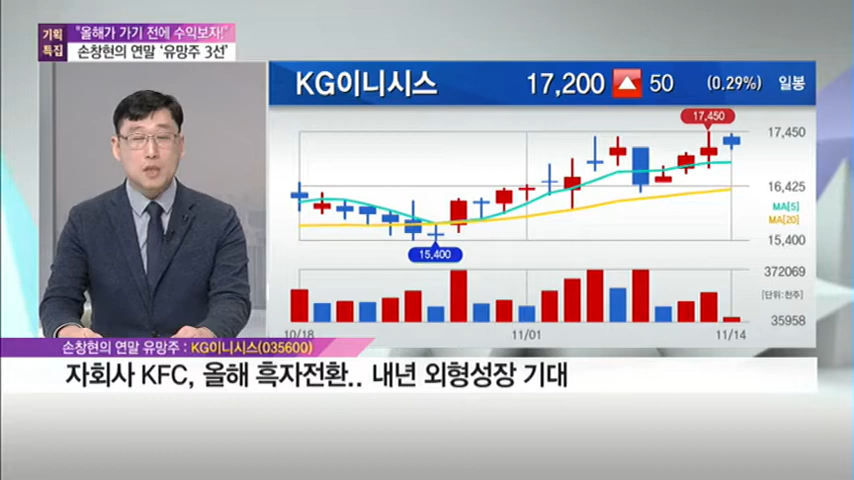 기획
특집
"올해가 가기 전에 수익보자!"
손창현의 연말 '유망주 3선'
KG이니시스 17,200 50 (0.29%) 일봉
17,450
17,450
16,425
MA[5]
MA[20]
15,400
15,400
372069
[단위:천주]
35958
10/18 11/01 11/14
손창현의 연말 유망주 : KG이니시스(035600)
자회사 KFC, 올해 흑자전환.. 내년 외형성장 기대